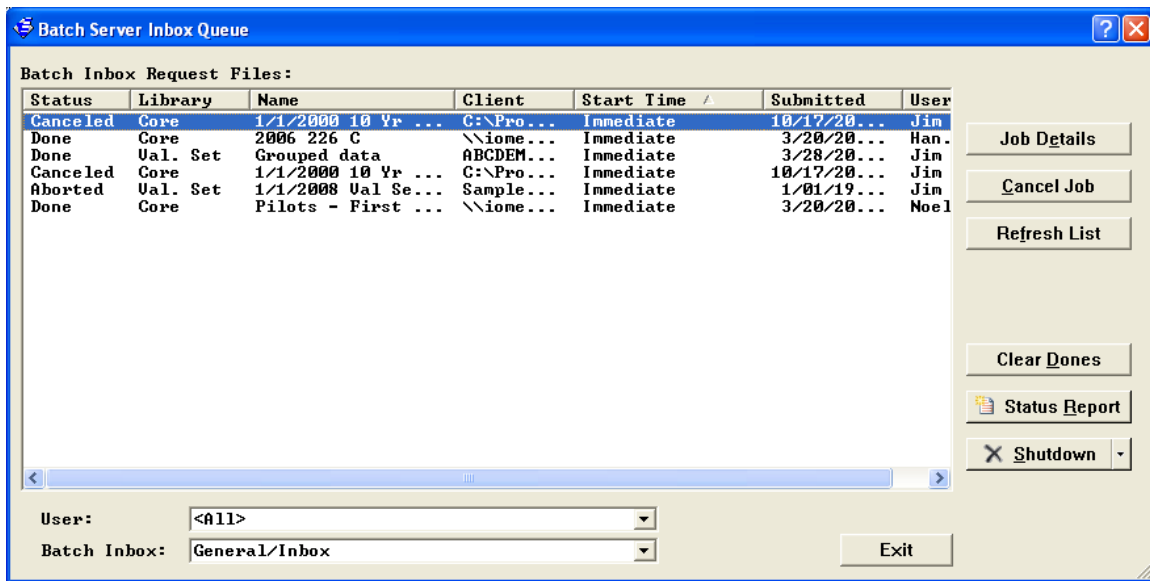 Batch Server Inbox Queue
Batch Inbox Request Files:
Status Library Name Client Start Time Submitted User
Canceled Core 1/1/2000 10 Yr ... C:\Pro... Immediate 10/17/20... Jim
Done Core 2006 226 C \\iome... Immediate 3/20/20... Han.
Done Val. Set Grouped data ABCDEM... Immediate 3/28/20... Jim
Canceled Core 1/1/2000 10 Yr ... C:\Pro... Immediate 10/17/20... Jim
Aborted Val. Set 1/1/2008 Val Se... Sample... Immediate 1/01/19... Jim
Done Core Pilots - First ... \\iome... Immediate 3/20/20... Noel
Job Details
Cancel Job
Refresh List
Clear Dones
Status Report
Shutdown
User: <All>
Batch Inbox: General/Inbox
Exit